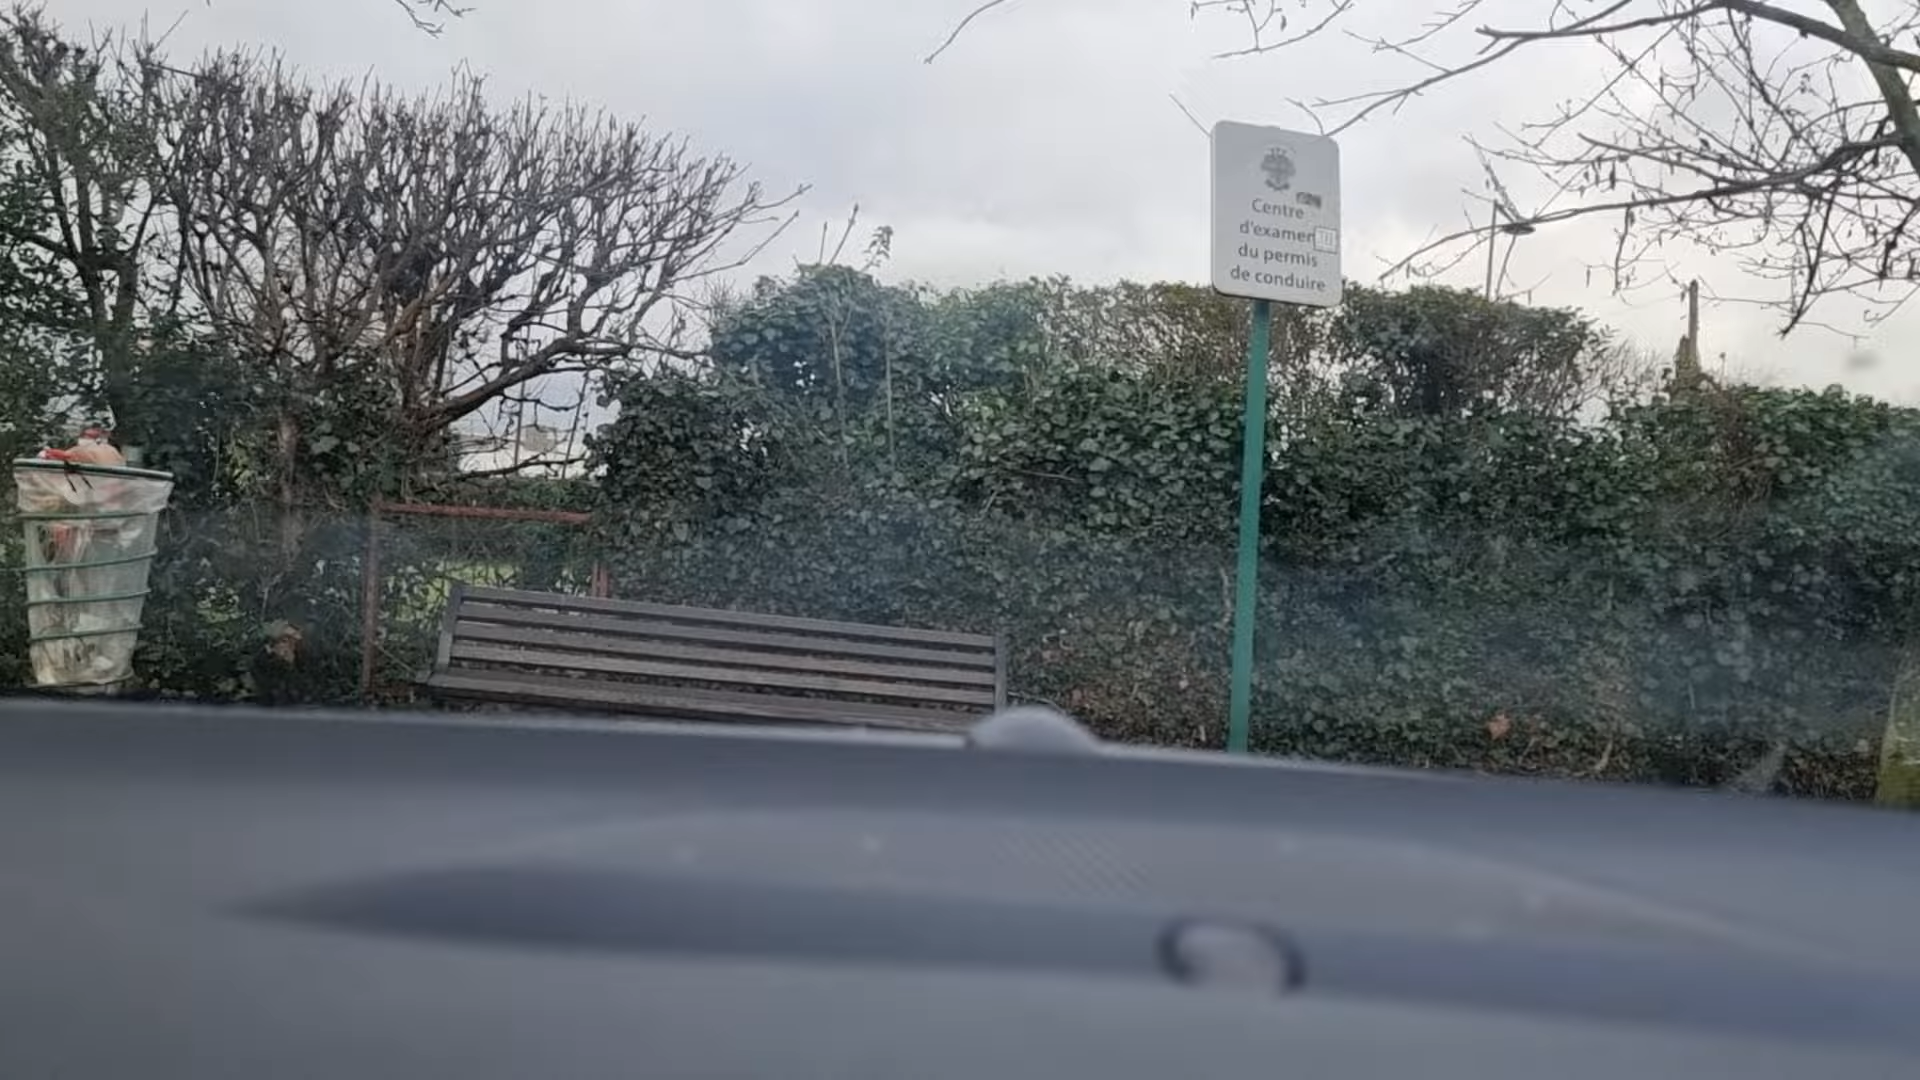 Centre
d'examen
du permis
de conduire